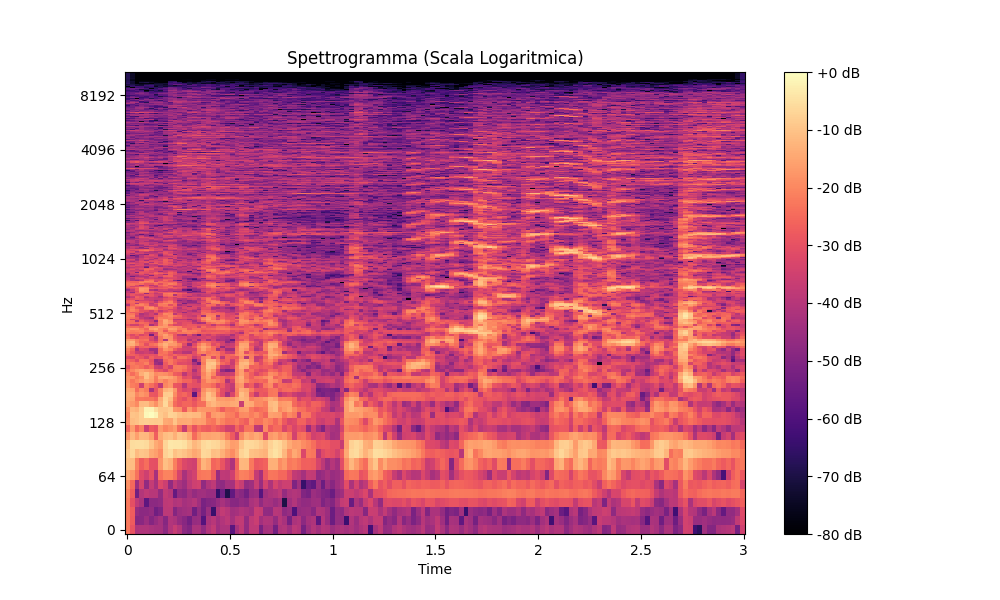 Spettrogramma (Scala Logaritmica)
Hz
8192
4096
2048
1024
512
256
128
64
0
0 0.5 1 1.5 2 2.5 3
Time
+0 dB
-10 dB
-20 dB
-30 dB
-40 dB
-50 dB
-60 dB
-70 dB
-80 dB